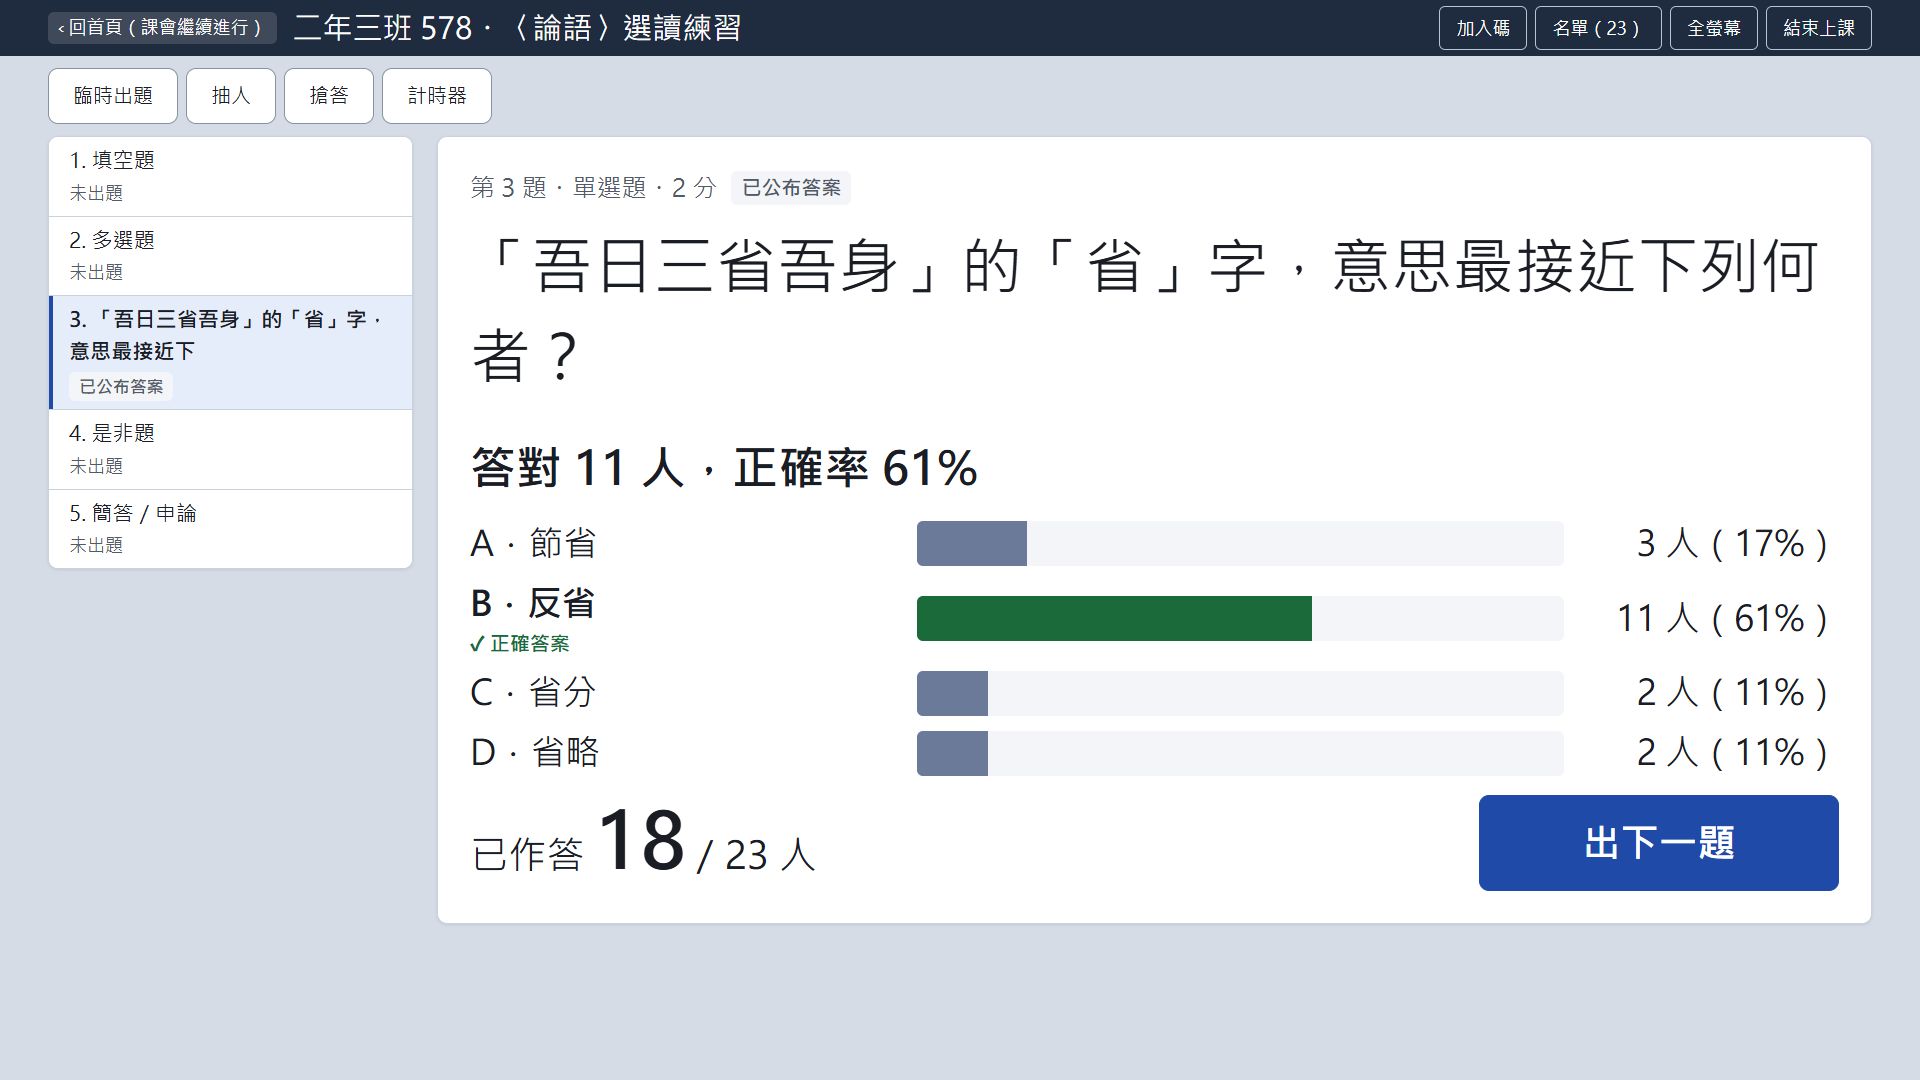 ‹ 回首頁（課會繼續進行）
二年三班 578．〈論語〉選讀練習
加入碼
名單（23）
全螢幕
結束上課
臨時出題
抽人
搶答
計時器
1. 填空題
未出題
2. 多選題
未出題
3. 「吾日三省吾身」的「省」字，
意思最接近下
已公布答案
4. 是非題
未出題
5. 簡答 / 申論
未出題
第 3 題．單選題．2 分
已公布答案
「吾日三省吾身」的「省」字，意思最接近下列何
者？
答對 11 人，正確率 61%
A．節省
3 人（17%）
B．反省
✓ 正確答案
11 人（61%）
C．省分
2 人（11%）
D．省略
2 人（11%）
已作答 18 / 23 人
出下一題